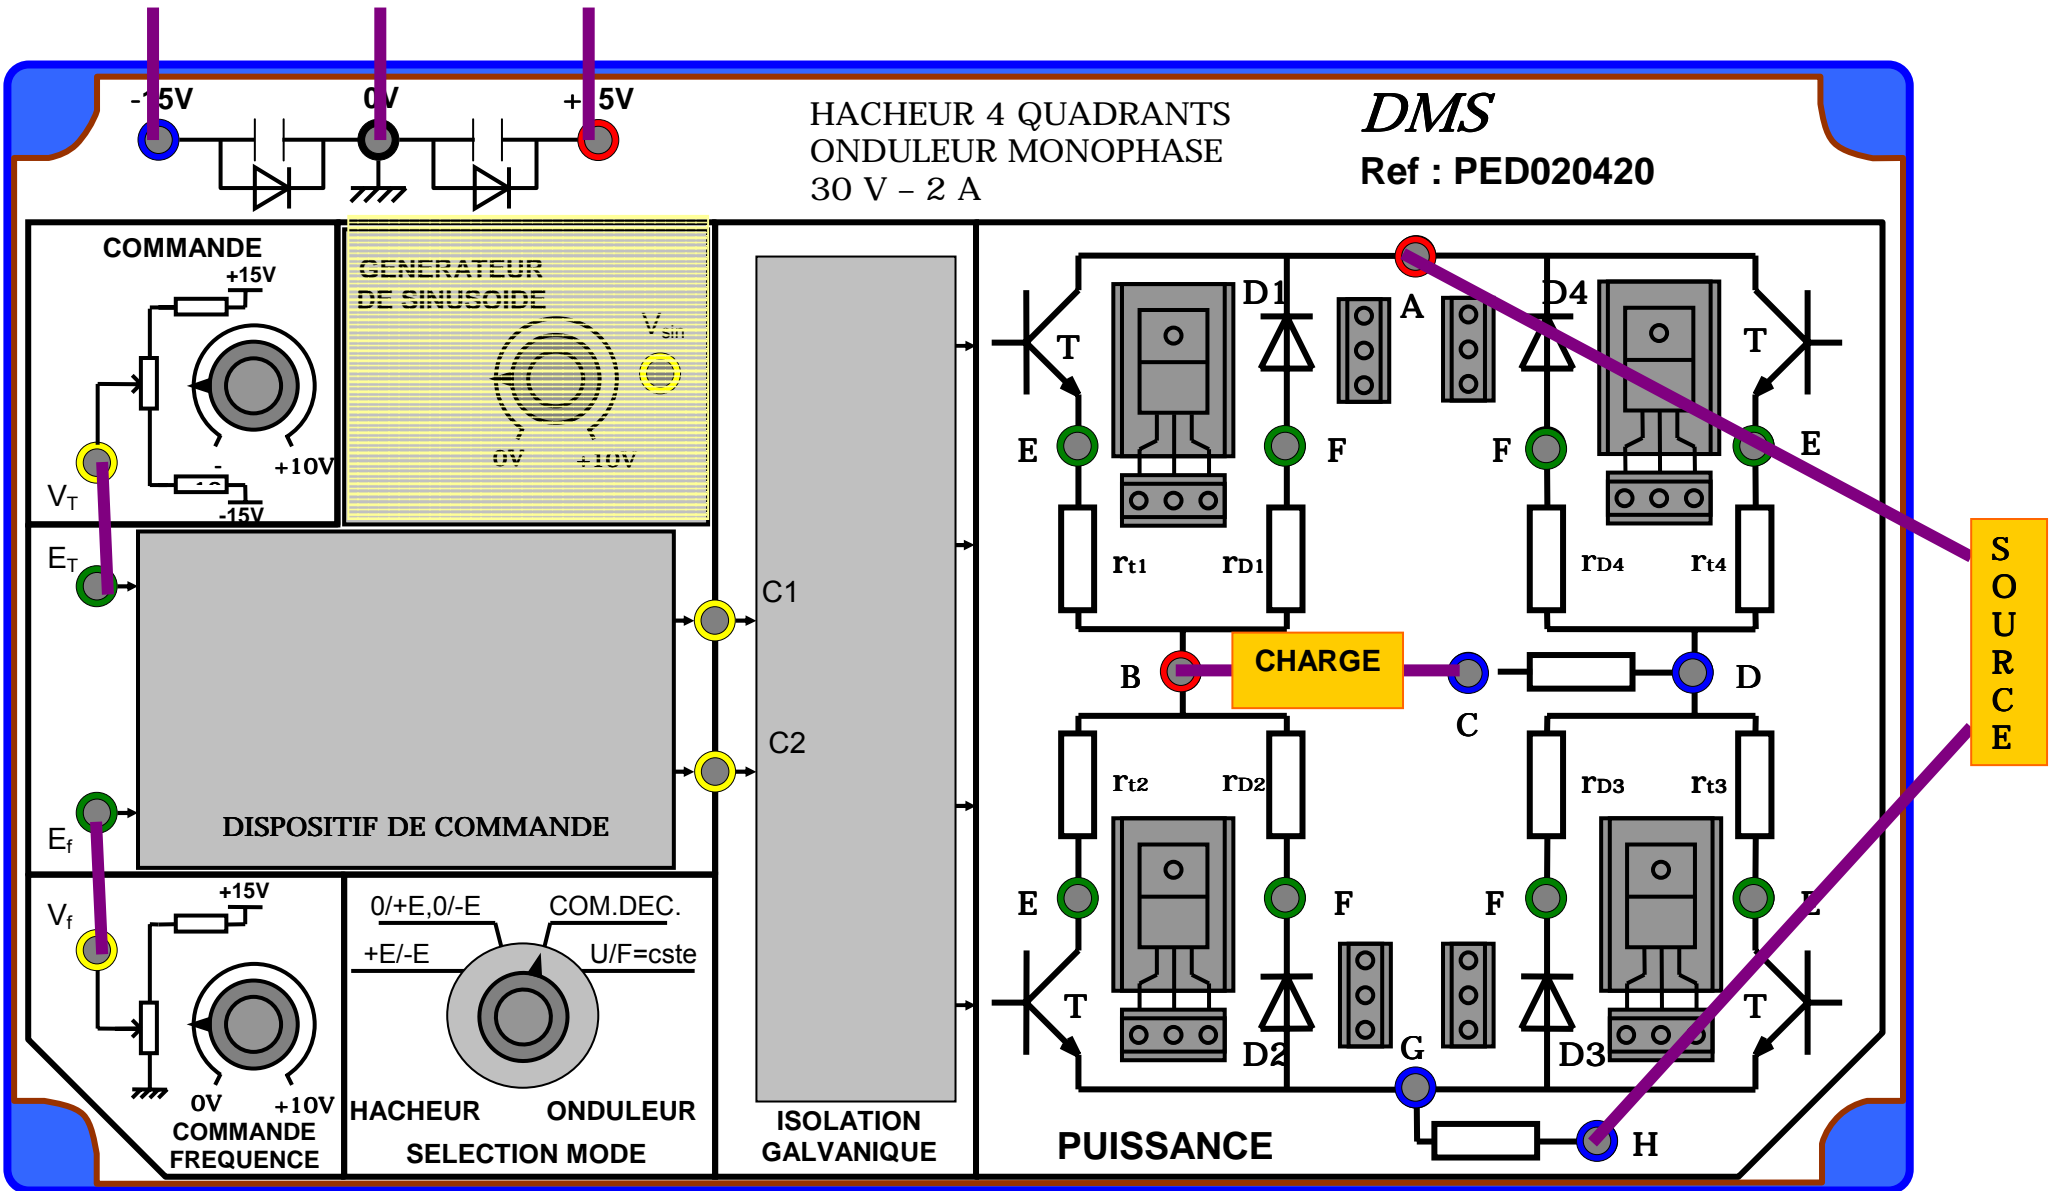 -15V
0V
+15V
HACHEUR 4 QUADRANTS
ONDULEUR MONOPHASE
30 V – 2 A
DMS
Ref : PED020420
COMMANDE
+15V
+10V
-15V
VT
GENERATEUR
DE SINUSOIDE
Vsin
0V
+10V
ET
Ef
DISPOSITIF DE COMMANDE
C1
C2
Vf
+15V
0V
+10V
COMMANDE
FREQUENCE
0/+E,0/-E
COM.DEC.
+E/-E
U/F=cste
HACHEUR
ONDULEUR
SELECTION MODE
ISOLATION
GALVANIQUE
D1
A
D4
T
T
E
F
F
E
rt1
rD1
rD4
rt4
B
CHARGE
C
D
rt2
rD2
rD3
rt3
E
F
F
E
T
T
D2
G
D3
PUISSANCE
H
SOURCE